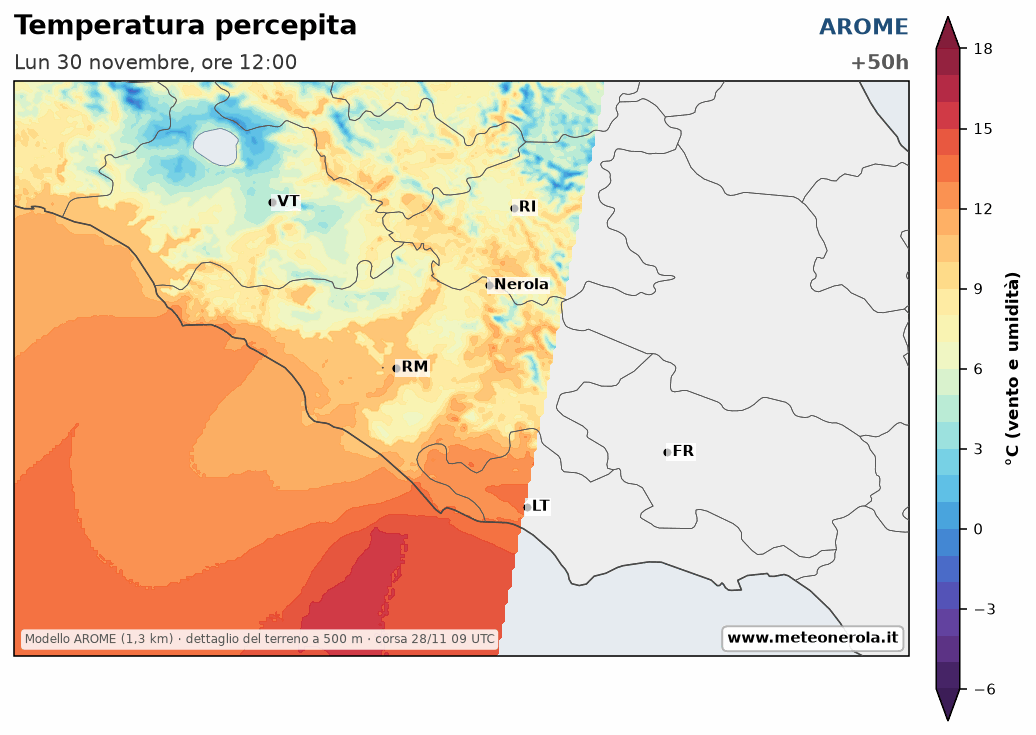 Temperatura percepita
AROME
Lun 30 novembre, ore 12:00
+50h
18
15
12
9
6
3
0
−3
−6
°C (vento e umidità)
VT
RI
Nerola
RM
FR
LT
Modello AROME (1,3 km) · dettaglio del terreno a 500 m · corsa 28/11 09 UTC
www.meteonerola.it